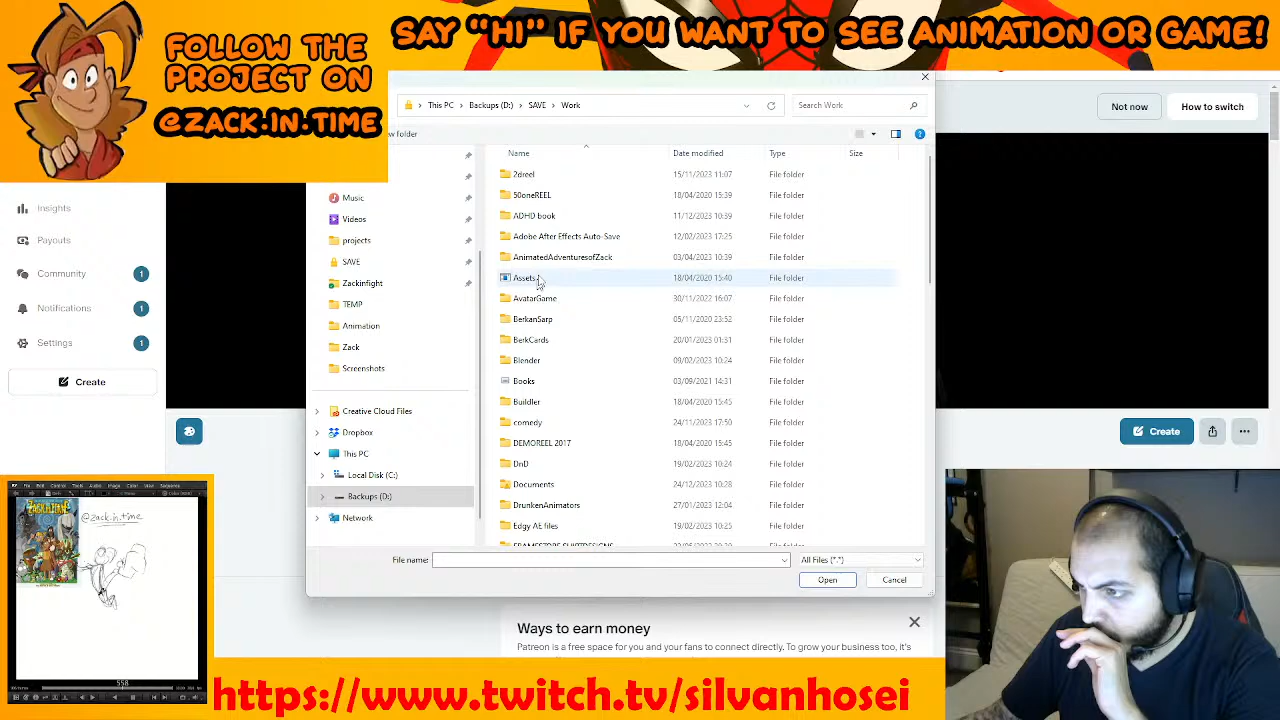 FOLLOW THE
PROJECT ON
@ZACK.IN.TIME
SAY “HI” IF YOU WANT TO SEE ANIMATION OR GAME!
This PC > Backups (D:) > SAVE > Work
Search Work
Not now
How to switch
w folder
Name
Date modified
Type
Size
2dreel 15/11/2023 11:07 File folder
50oneREEL 18/04/2020 15:39 File folder
ADHD book 11/12/2023 10:39 File folder
Adobe After Effects Auto-Save 12/02/2023 17:25 File folder
AnimatedAdventuresofZack 03/04/2023 10:39 File folder
Assets 18/04/2020 15:40 File folder
AvatarGame 30/11/2022 16:07 File folder
BerkanSarp 05/11/2020 23:52 File folder
BerkCards 20/01/2023 01:31 File folder
Blender 09/02/2023 10:24 File folder
Books 03/09/2021 14:31 File folder
Buildler 18/04/2020 15:45 File folder
comedy 24/11/2023 17:50 File folder
DEMOREEL 2017 18/04/2020 15:45 File folder
DnD 19/02/2023 10:24 File folder
Documents 24/12/2023 10:28 File folder
DrunkenAnimators 27/01/2023 12:04 File folder
Edgy AE files 19/02/2023 10:25 File folder
Music
Videos
projects
SAVE
Zackinfight
TEMP
Animation
Zack
Screenshots
Creative Cloud Files
Dropbox
This PC
Local Disk (C:)
Backups (D:)
Network
File name:
All Files (*.*)
Open
Cancel
Insights
Payouts
Community 1
Notifications 1
Settings 1
Create
Create
Ways to earn money
Patreon is a free space for you and your fans to connect directly. To grow your business too, it's
@zack.in.time
558
https://www.twitch.tv/silvanhosei